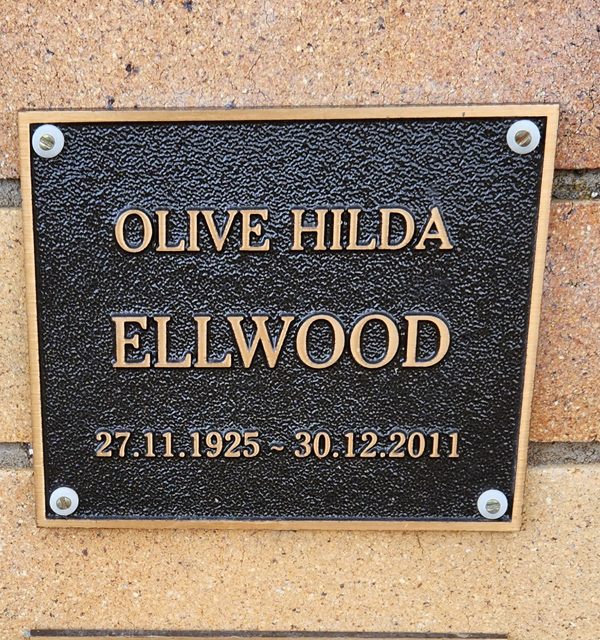 OLIVE HILDA
ELLWOOD
27.11.1925 ~ 30.12.2011